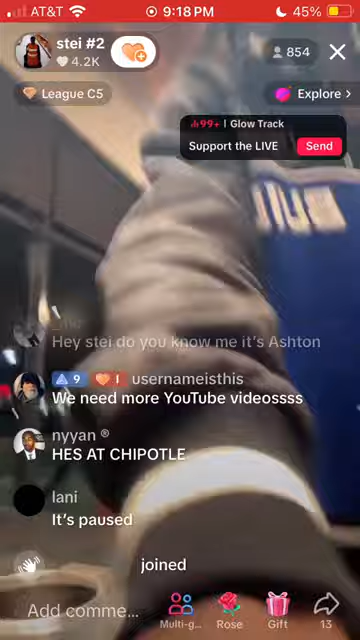 AT&T
9:18 PM
45%
stei #2
4.2K
854
League C5
Explore >
99+ | Glow Track
Support the LIVE
Send
Hey stei do you know me it's Ashton
9
1
usernameisthis
We need more YouTube videossss
nyyan ®
HES AT CHIPOTLE
lani
It's paused
joined
Add comme...
Multi-g...
Rose
Gift
13